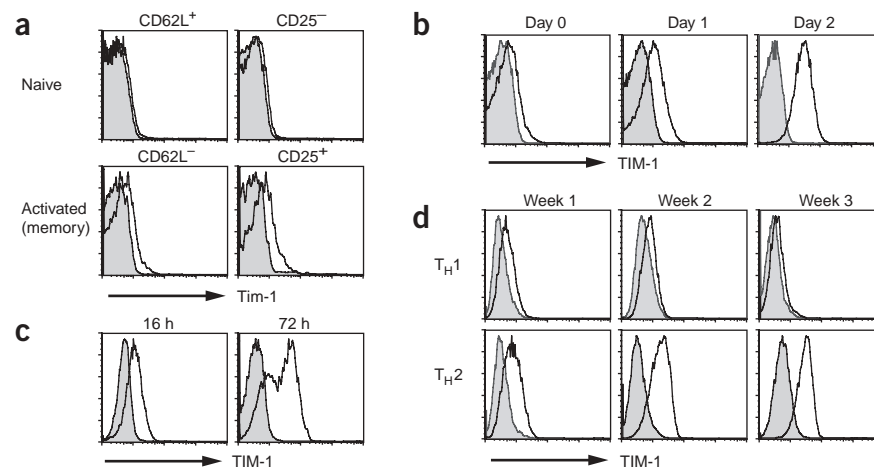 a
CD62L+
CD25–
Naive
CD62L–
CD25+
Activated
(memory)
Tim-1
b
Day 0
Day 1
Day 2
TIM-1
c
16 h
72 h
TIM-1
d
Week 1
Week 2
Week 3
TH1
TH2
TIM-1